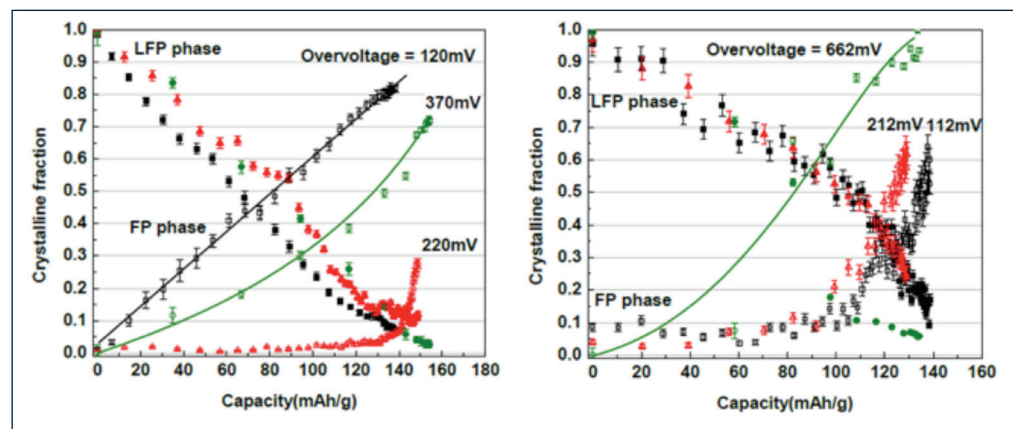 LFP phase
Overvoltage = 120mV
370mV
FP phase
220mV
Crystalline fraction
1.0
0.9
0.8
0.7
0.6
0.5
0.4
0.3
0.2
0.1
0.0
0 20 40 60 80 100 120 140 160 180
Capacity(mAh/g)
Overvoltage = 662mV
LFP phase
212mV 112mV
FP phase
Crystalline fraction
1.0
0.9
0.8
0.7
0.6
0.5
0.4
0.3
0.2
0.1
0.0
0 20 40 60 80 100 120 140 160
Capacity(mAh/g)